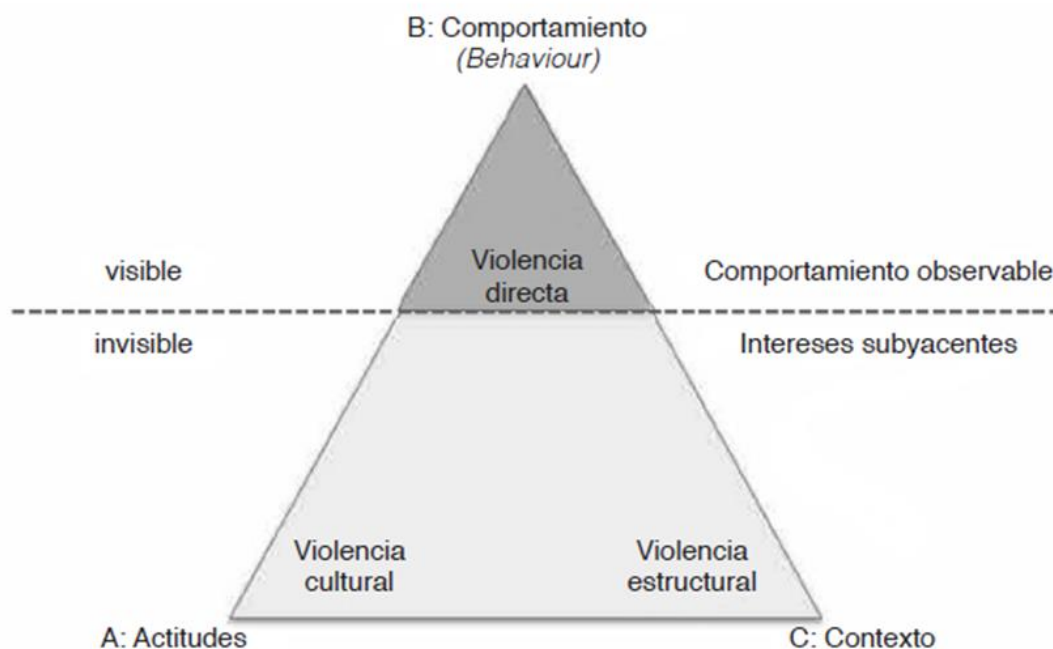 B: Comportamiento
(Behaviour)
visible
Violencia
directa
Comportamiento observable
invisible
Intereses subyacentes
Violencia
cultural
Violencia
estructural
A: Actitudes
C: Contexto